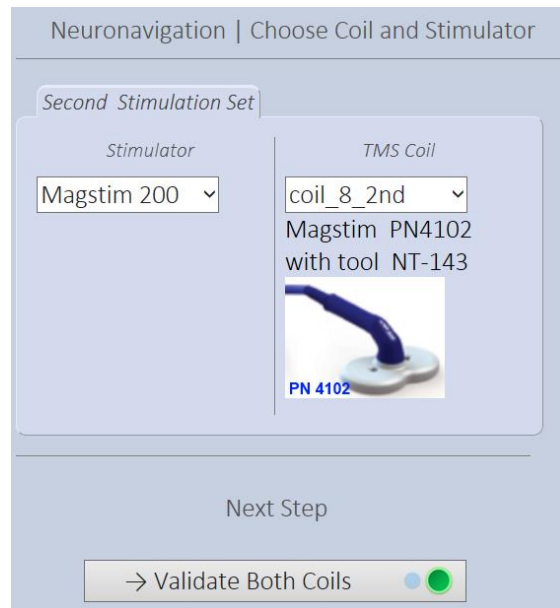 Neuronavigation | Choose Coil and Stimulator
Second Stimulation Set
Stimulator
Magstim 200
TMS Coil
coil_8_2nd
Magstim PN4102
with tool NT-143
PN 4102
Next Step
→ Validate Both Coils